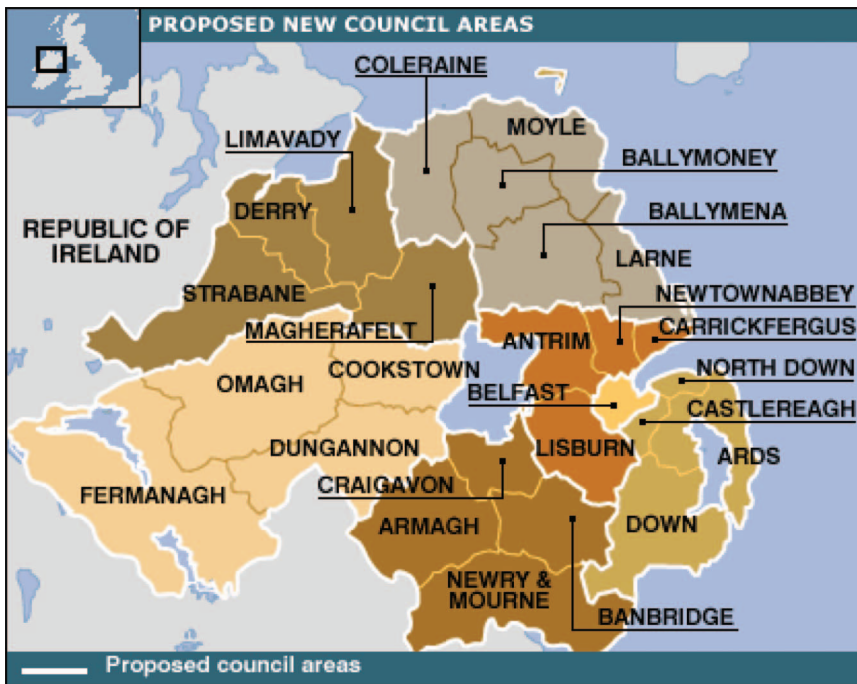 PROPOSED NEW COUNCIL AREAS
COLERAINE
MOYLE
LIMAVADY
BALLYMONEY
DERRY
BALLYMENA
REPUBLIC OF
IRELAND
LARNE
STRABANE
NEWTOWNABBEY
MAGHERAFELT
ANTRIM
CARRICKFERGUS
COOKSTOWN
NORTH DOWN
OMAGH
BELFAST
CASTLEREAGH
DUNGANNON
LISBURN
ARDS
CRAIGAVON
FERMANAGH
ARMAGH
DOWN
NEWRY &
MOURNE
BANBRIDGE
Proposed council areas